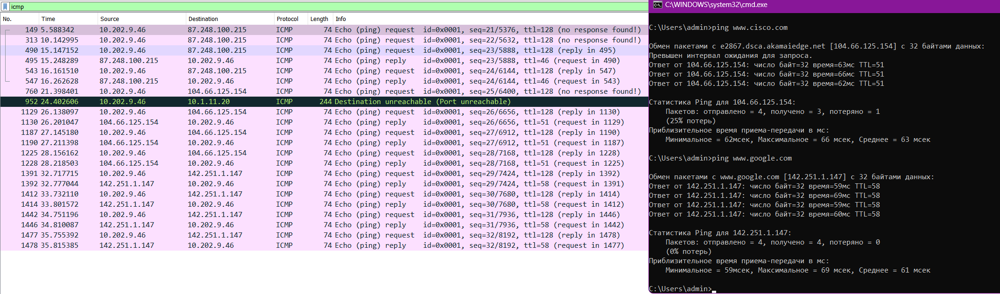 icmp
No. Time Source Destination Protocol Length Info
149 5.588342 10.202.9.46 87.248.100.215 ICMP 74 Echo (ping) request id=0x0001, seq=21/5376, ttl=128 (no response found!)
313 10.142995 10.202.9.46 87.248.100.215 ICMP 74 Echo (ping) request id=0x0001, seq=22/5632, ttl=128 (no response found!)
490 15.147152 10.202.9.46 87.248.100.215 ICMP 74 Echo (ping) request id=0x0001, seq=23/5888, ttl=128 (reply in 495)
495 15.248289 87.248.100.215 10.202.9.46 ICMP 74 Echo (ping) reply id=0x0001, seq=23/5888, ttl=46 (request in 490)
543 16.161510 10.202.9.46 87.248.100.215 ICMP 74 Echo (ping) request id=0x0001, seq=24/6144, ttl=128 (reply in 547)
547 16.262628 87.248.100.215 10.202.9.46 ICMP 74 Echo (ping) reply id=0x0001, seq=24/6144, ttl=46 (request in 543)
760 21.398401 10.202.9.46 104.66.125.154 ICMP 74 Echo (ping) request id=0x0001, seq=25/6400, ttl=128 (no response found!)
952 24.402606 10.202.9.46 10.1.11.20 ICMP 244 Destination unreachable (Port unreachable)
1129 26.138097 10.202.9.46 104.66.125.154 ICMP 74 Echo (ping) request id=0x0001, seq=26/6656, ttl=128 (reply in 1130)
1130 26.201047 104.66.125.154 10.202.9.46 ICMP 74 Echo (ping) reply id=0x0001, seq=26/6656, ttl=51 (request in 1129)
1187 27.145180 10.202.9.46 104.66.125.154 ICMP 74 Echo (ping) request id=0x0001, seq=27/6912, ttl=128 (reply in 1190)
1190 27.211398 104.66.125.154 10.202.9.46 ICMP 74 Echo (ping) reply id=0x0001, seq=27/6912, ttl=51 (request in 1187)
1225 28.156162 10.202.9.46 104.66.125.154 ICMP 74 Echo (ping) request id=0x0001, seq=28/7168, ttl=128 (reply in 1228)
1228 28.218503 104.66.125.154 10.202.9.46 ICMP 74 Echo (ping) reply id=0x0001, seq=28/7168, ttl=51 (request in 1225)
1391 32.717715 10.202.9.46 142.251.1.147 ICMP 74 Echo (ping) request id=0x0001, seq=29/7424, ttl=128 (reply in 1392)
1392 32.777044 142.251.1.147 10.202.9.46 ICMP 74 Echo (ping) reply id=0x0001, seq=29/7424, ttl=58 (request in 1391)
1412 33.732110 10.202.9.46 142.251.1.147 ICMP 74 Echo (ping) request id=0x0001, seq=30/7680, ttl=128 (reply in 1414)
1414 33.801572 142.251.1.147 10.202.9.46 ICMP 74 Echo (ping) reply id=0x0001, seq=30/7680, ttl=58 (request in 1412)
1442 34.751196 10.202.9.46 142.251.1.147 ICMP 74 Echo (ping) request id=0x0001, seq=31/7936, ttl=128 (reply in 1446)
1446 34.810087 142.251.1.147 10.202.9.46 ICMP 74 Echo (ping) reply id=0x0001, seq=31/7936, ttl=58 (request in 1442)
1477 35.755392 10.202.9.46 142.251.1.147 ICMP 74 Echo (ping) request id=0x0001, seq=32/8192, ttl=128 (reply in 1478)
1478 35.815385 142.251.1.147 10.202.9.46 ICMP 74 Echo (ping) reply id=0x0001, seq=32/8192, ttl=58 (request in 1477)
C:\WINDOWS\system32\cmd.exe
C:\Users\admin>ping www.cisco.com
Обмен пакетами с e2867.dsca.akamaiedge.net [104.66.125.154] с 32 байтами данных:
Превышен интервал ожидания для запроса.
Ответ от 104.66.125.154: число байт=32 время=63мс TTL=51
Ответ от 104.66.125.154: число байт=32 время=66мс TTL=51
Ответ от 104.66.125.154: число байт=32 время=62мс TTL=51
Статистика Ping для 104.66.125.154:
Пакетов: отправлено = 4, получено = 3, потеряно = 1
(25% потерь)
Приблизительное время приема-передачи в мс:
Минимальное = 62мсек, Максимальное = 66 мсек, Среднее = 63 мсек
C:\Users\admin>ping www.google.com
Обмен пакетами с www.google.com [142.251.1.147] с 32 байтами данных:
Ответ от 142.251.1.147: число байт=32 время=59мс TTL=58
Ответ от 142.251.1.147: число байт=32 время=69мс TTL=58
Ответ от 142.251.1.147: число байт=32 время=59мс TTL=58
Ответ от 142.251.1.147: число байт=32 время=60мс TTL=58
Статистика Ping для 142.251.1.147:
Пакетов: отправлено = 4, получено = 4, потеряно = 0
(0% потерь)
Приблизительное время приема-передачи в мс:
Минимальное = 59мсек, Максимальное = 69 мсек, Среднее = 61 мсек
C:\Users\admin>